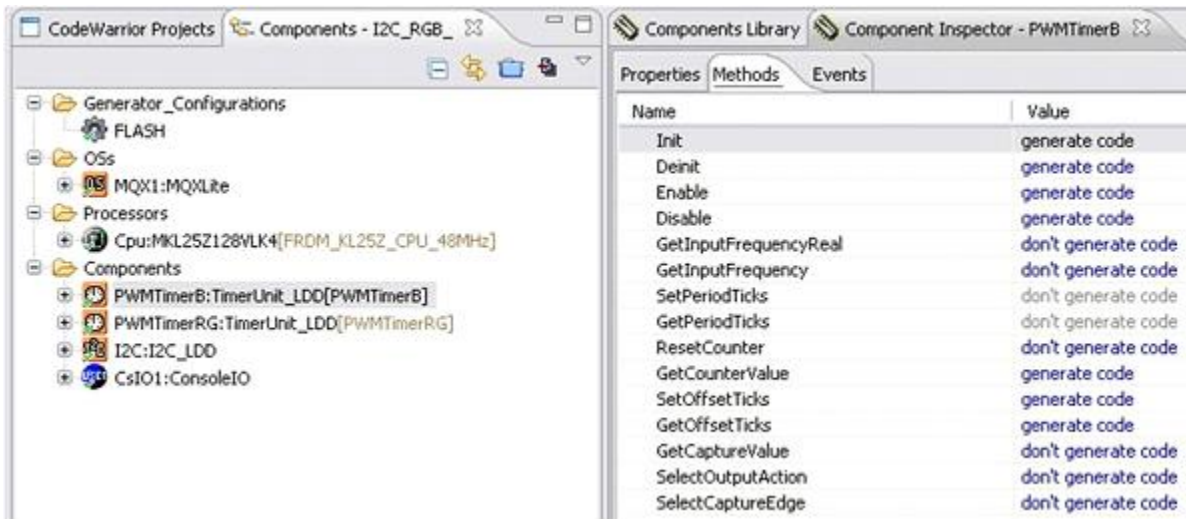 CodeWarrior Projects
Components - I2C_RGB_
Generator_Configurations
FLASH
OSs
MQX1:MQXLite
Processors
Cpu:MKL25Z128VLK4[FRDM_KL25Z_CPU_48MHz]
Components
PWMTimerB:TimerUnit_LDD[PWMTimerB]
PWMTimerRG:TimerUnit_LDD[PWMTimerRG]
I2C:I2C_LDD
CsIO1:ConsoleIO
Components Library
Component Inspector - PWMTimerB
Properties Methods Events
Name Value
Init generate code
Deinit generate code
Enable generate code
Disable generate code
GetInputFrequencyReal don't generate code
GetInputFrequency don't generate code
SetPeriodTicks don't generate code
GetPeriodTicks don't generate code
ResetCounter don't generate code
GetCounterValue generate code
SetOffsetTicks generate code
GetOffsetTicks generate code
GetCaptureValue don't generate code
SelectOutputAction don't generate code
SelectCaptureEdge don't generate code